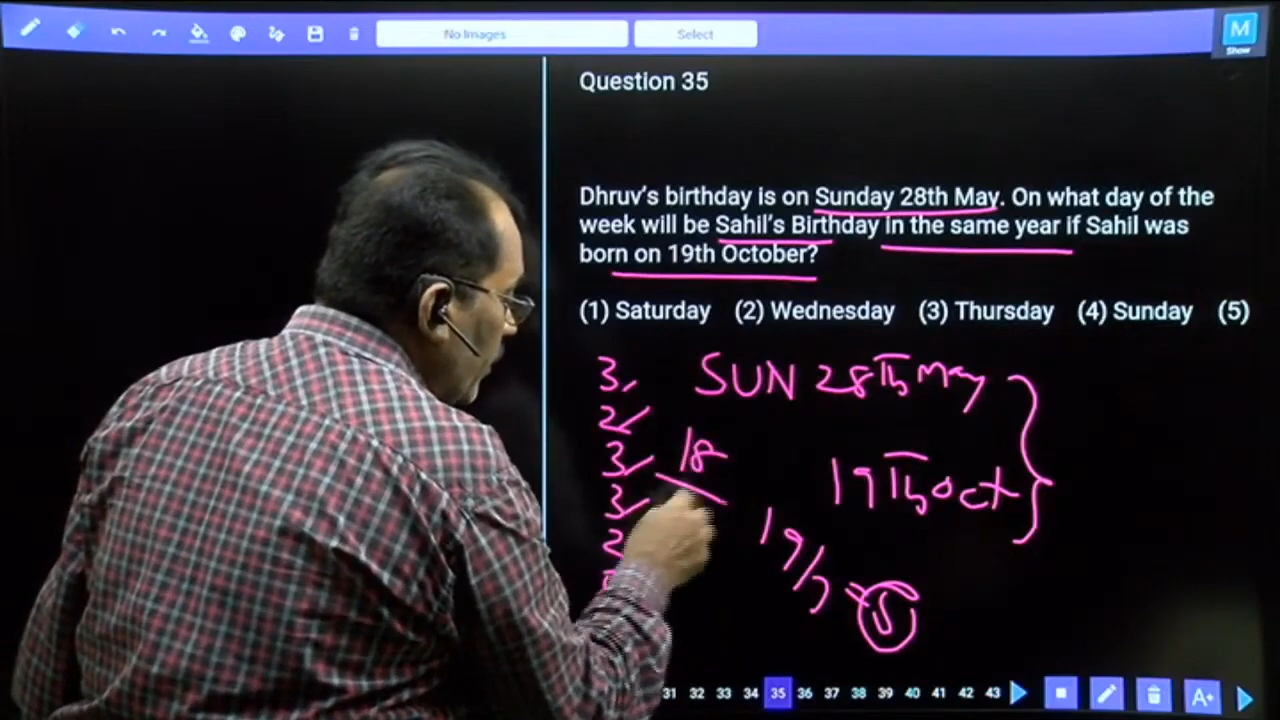 No Images
Select
M
Show
Question 35
Dhruv's birthday is on Sunday 28th May. On what day of the
week will be Sahil's Birthday in the same year if Sahil was
born on 19th October?
(1) Saturday (2) Wednesday (3) Thursday (4) Sunday (5)
3,
SUN 28Th May
2
3
18
3
19Th Oct
2
19/7
5
31 32 33 34 35 36 37 38 39 40 41 42 43
A+